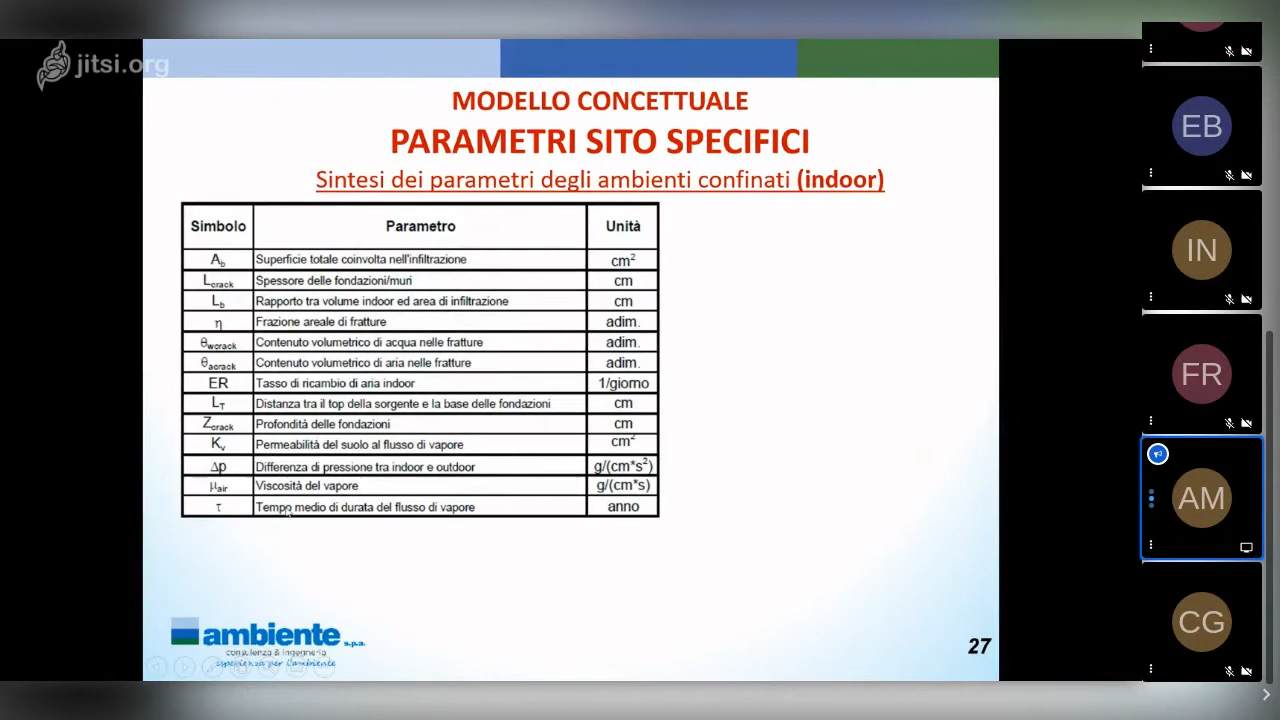 jitsi.org
MODELLO CONCETTUALE
PARAMETRI SITO SPECIFICI
Sintesi dei parametri degli ambienti confinati (indoor)
Simbolo Parametro Unità
Ab Superficie totale coinvolta nell'infiltrazione cm²
Lcrack Spessore delle fondazioni/muri cm
Lb Rapporto tra volume indoor ed area di infiltrazione cm
η Frazione areale di fratture adim.
θwcrack Contenuto volumetrico di acqua nelle fratture adim.
θacrack Contenuto volumetrico di aria nelle fratture adim.
ER Tasso di ricambio di aria indoor 1/giorno
LT Distanza tra il top della sorgente e la base delle fondazioni cm
Zcrack Profondità delle fondazioni cm
Kv Permeabilità del suolo al flusso di vapore cm²
Δp Differenza di pressione tra indoor e outdoor g/(cm*s²)
μair Viscosità del vapore g/(cm*s)
τ Tempo medio di durata del flusso di vapore anno
ambiente s.p.a.
consulenza & ingegneria
esperienza per l'ambiente
27
EB
IN
FR
AM
CG